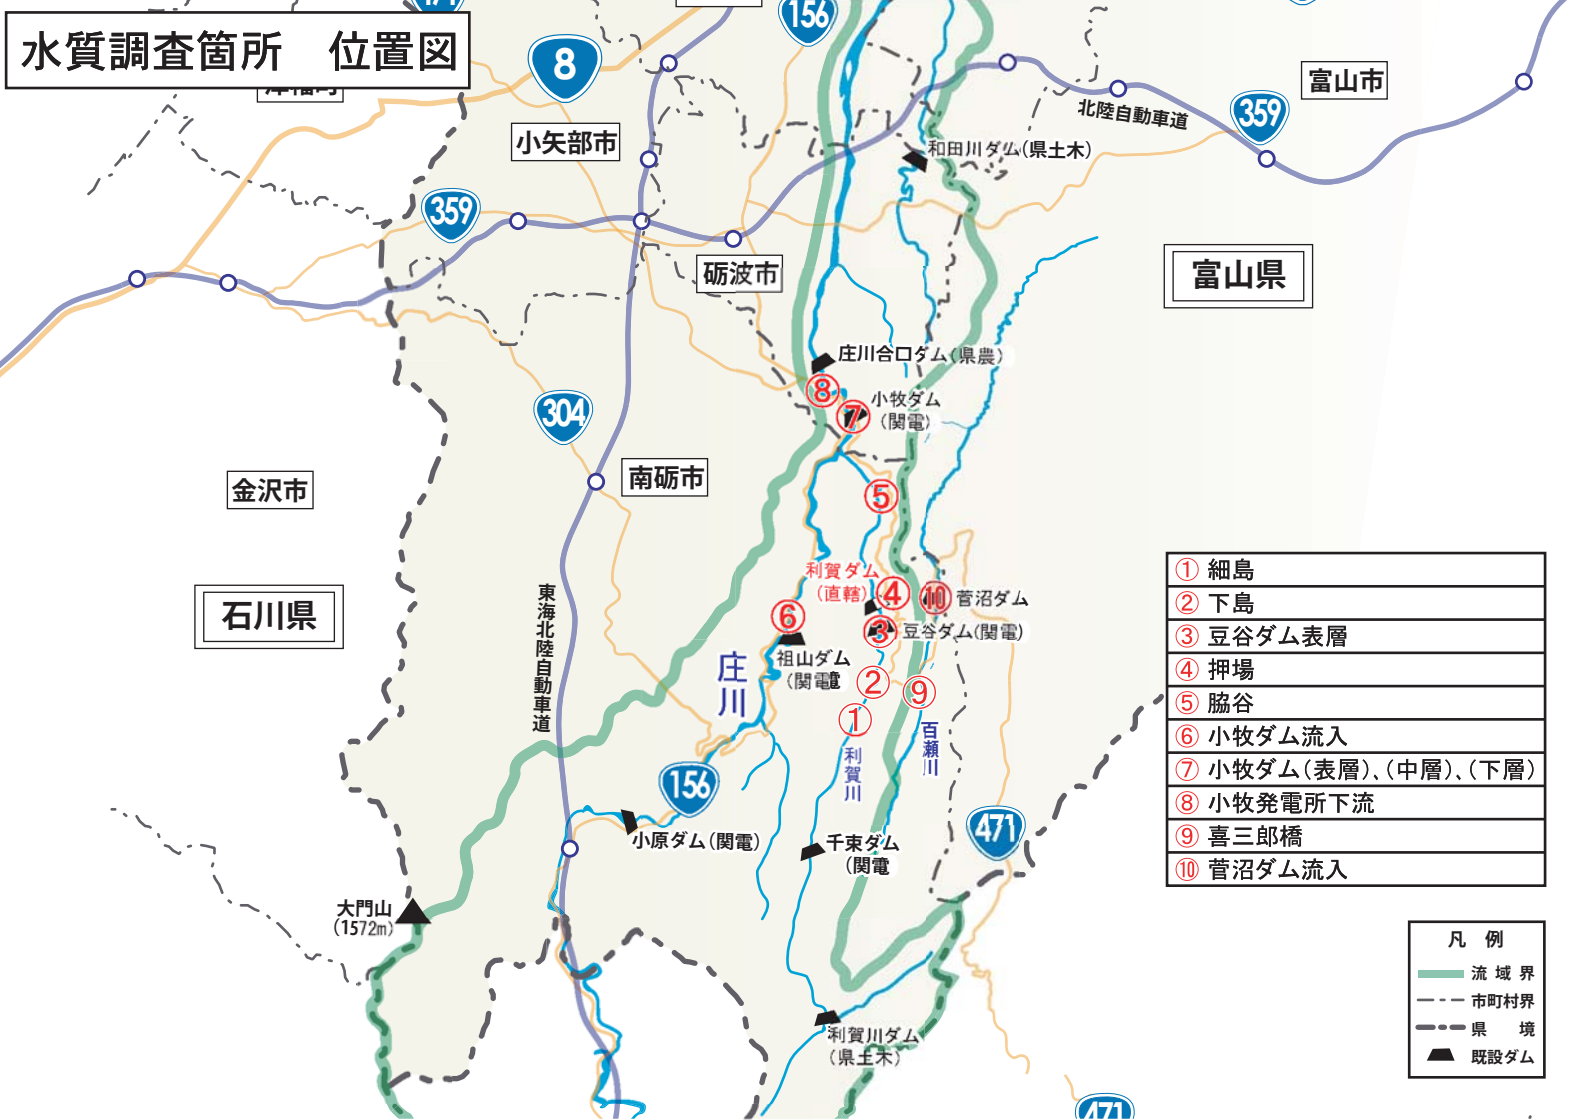 水質調査箇所　位置図
8
156
359
富山市
北陸自動車道
小矢部市
和田川ダム(県土木)
359
砺波市
富山県
庄川合口ダム(県農)
⑧
小牧ダム
(関電)
⑦
304
南砺市
金沢市
⑤
石川県
東海北陸自動車道
利賀ダム
(直轄)
④
⑩
菅沼ダム
⑥
③
豆谷ダム(関電)
祖山ダム
(関電)
庄川
②
⑨
①
百瀬川
利賀川
156
小原ダム(関電)
千束ダム
(関電
471
大門山
(1572m)
利賀川ダム
(県土木)
471
① 細島
② 下島
③ 豆谷ダム表層
④ 押場
⑤ 脇谷
⑥ 小牧ダム流入
⑦ 小牧ダム(表層)、(中層)、(下層)
⑧ 小牧発電所下流
⑨ 喜三郎橋
⑩ 菅沼ダム流入
凡 例
流域界
市町村界
県 境
既設ダム